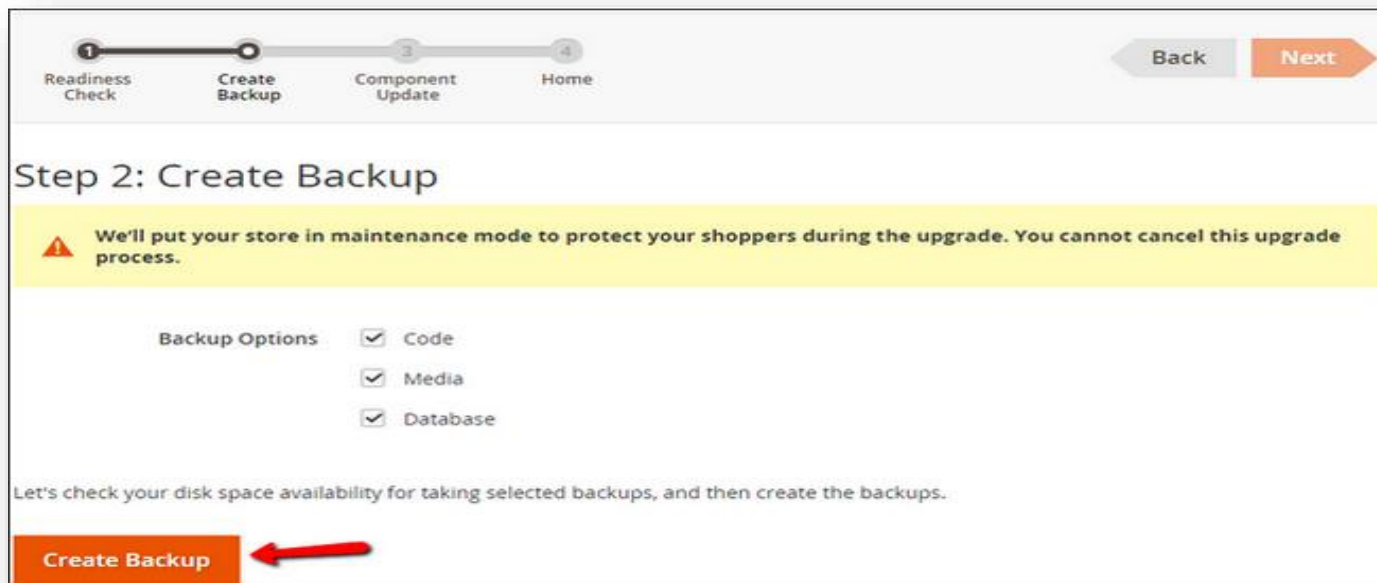 1
3
4
Readiness
Check
Create
Backup
Component
Update
Home
Back
Next
Step 2: Create Backup
We'll put your store in maintenance mode to protect your shoppers during the upgrade. You cannot cancel this upgrade
process.
Backup Options
Code
Media
Database
Let's check your disk space availability for taking selected backups, and then create the backups.
Create Backup